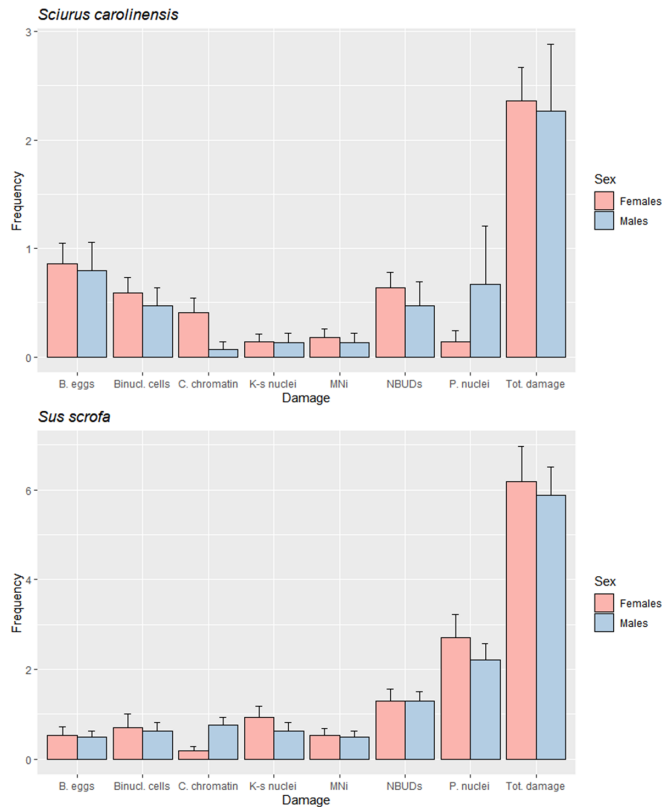 Sciurus carolinensis
3
2
1
0
Frequency
B. eggs Binucl. cells C. chromatin K-s nuclei MNi NBUDs P. nuclei Tot. damage
Damage
Sex
Females
Males
Sus scrofa
6
4
2
0
Frequency
B. eggs Binucl. cells C. chromatin K-s nuclei MNi NBUDs P. nuclei Tot. damage
Damage
Sex
Females
Males